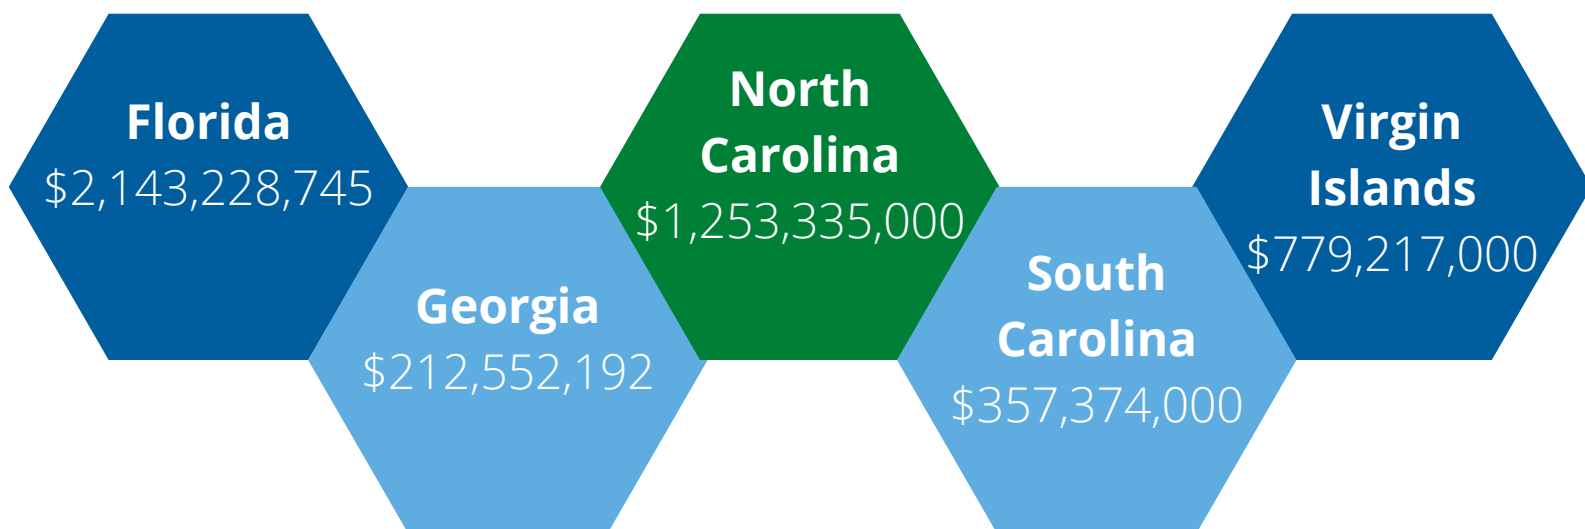 Florida
$2,143,228,745
Georgia
$212,552,192
North
Carolina
$1,253,335,000
South
Carolina
$357,374,000
Virgin
Islands
$779,217,000